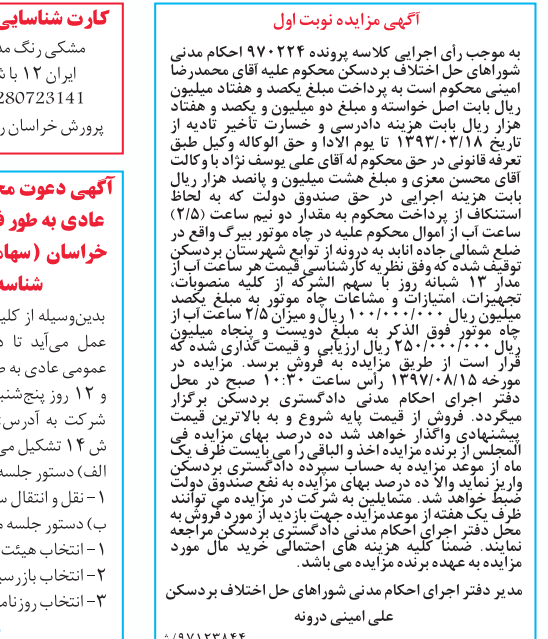 آگهی مزایده نوبت اول
به موجب رأی اجرایی کلاسه پرونده ۹۷۰۲۲۴ احکام مدنی
شوراهای حل اختلاف بردسکن محکوم علیه آقای محمدرضا
امینی محکوم است به پرداخت مبلغ یکصد و هفتاد میلیون
ریال بابت اصل خواسته و مبلغ دو میلیون و یکصد و هفتاد
هزار ریال بابت هزینه دادرسی و خسارت تأخیر تادیه از
تاریخ ۱۳۹۳/۰۳/۱۸ تا یوم الادا و حق الوکاله وکیل طبق
تعرفه قانونی در حق محکوم له آقای علی یوسف نژاد با وکالت
آقای محسن معزی و مبلغ هشت میلیون و پانصد هزار ریال
بابت هزینه اجرایی در حق صندوق دولت که به لحاظ
استنکاف از پرداخت محکوم به مقدار دو نیم ساعت (۲/۵)
ساعت آب از اموال محکوم علیه در چاه موتور بیرگ واقع در
ضلع شمالی جاده انابد به درونه از توابع شهرستان بردسکن
توقیف شده که وفق نظریه کارشناسی قیمت هر ساعت آب از
مدار ۱۳ شبانه روز با سهم الشرکه از کلیه منصوبات،
تجهیزات، امتیازات و مشاعات چاه موتور به مبلغ یکصد
میلیون ریال ۱۰۰/۰۰۰/۰۰۰ ریال و میزان ۲/۵ ساعت آب از
چاه موتور فوق الذکر به مبلغ دویست و پنجاه میلیون
ریال ۲۵۰/۰۰۰/۰۰۰ ریال ارزیابی و قیمت گذاری شده که
قرار است از طریق مزایده به فروش برسد. مزایده در
مورخه ۱۳۹۷/۰۸/۱۵ رأس ساعت ۱۰:۳۰ صبح در محل
دفتر اجرای احکام مدنی دادگستری بردسکن برگزار
میگردد. فروش از قیمت پایه شروع و به بالاترین قیمت
پیشنهادی واگذار خواهد شد ده درصد بهای مزایده فی
المجلس از برنده مزایده اخذ و الباقی را می بایست ظرف یک
ماه از موعد مزایده به حساب سپرده دادگستری بردسکن
واریز نماید والا ده درصد بهای مزایده به نفع صندوق دولت
ضبط خواهد شد. متمایلین به شرکت در مزایده می توانند
ظرف یک هفته از موعدمزایده جهت بازدید از مورد فروش به
محل دفتر اجرای احکام مدنی دادگستری بردسکن مراجعه
نمایند. ضمنا کلیه هزینه های احتمالی خرید مال مورد
مزایده به عهده برنده مزایده می باشد.
مدیر دفتر اجرای احکام مدنی شوراهای حل اختلاف بردسکن
علی امینی درونه
کارت شناسایی
مشکی رنگ
ایران ۱۲ با
280723141
پرورش خراسان
آگهی دعوت
عادی به طور
خراسان (
شناسه
بدین‌وسیله از
عمل می‌آید تا
عمومی عادی به
و ۱۲ روز
شرکت به آدرس
ش ۱۴ تشکیل
الف) دستور جلسه
۱- نقل و انتقال
ب) دستور جلسه
۱- انتخاب هیئت
۲- انتخاب
۳- انتخاب